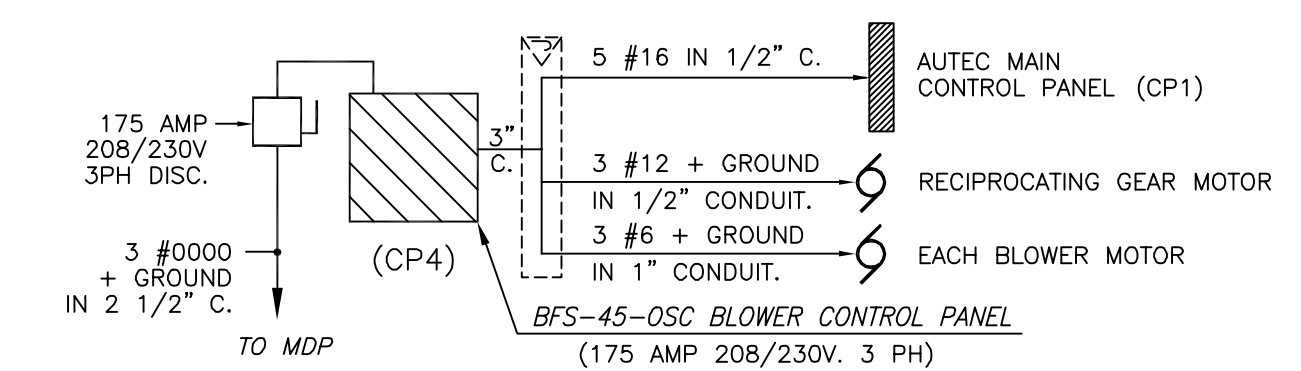 175 AMP
208/230V
3PH DISC.
3 #0000
+ GROUND
IN 2 1/2" C.
TO MDP
(CP4)
3"
C.
5 #16 IN 1/2" C.
AUTEC MAIN
CONTROL PANEL (CP1)
3 #12 + GROUND
IN 1/2" CONDUIT.
RECIPROCATING GEAR MOTOR
3 #6 + GROUND
IN 1" CONDUIT.
EACH BLOWER MOTOR
BFS-45-OSC BLOWER CONTROL PANEL
(175 AMP 208/230V. 3 PH)